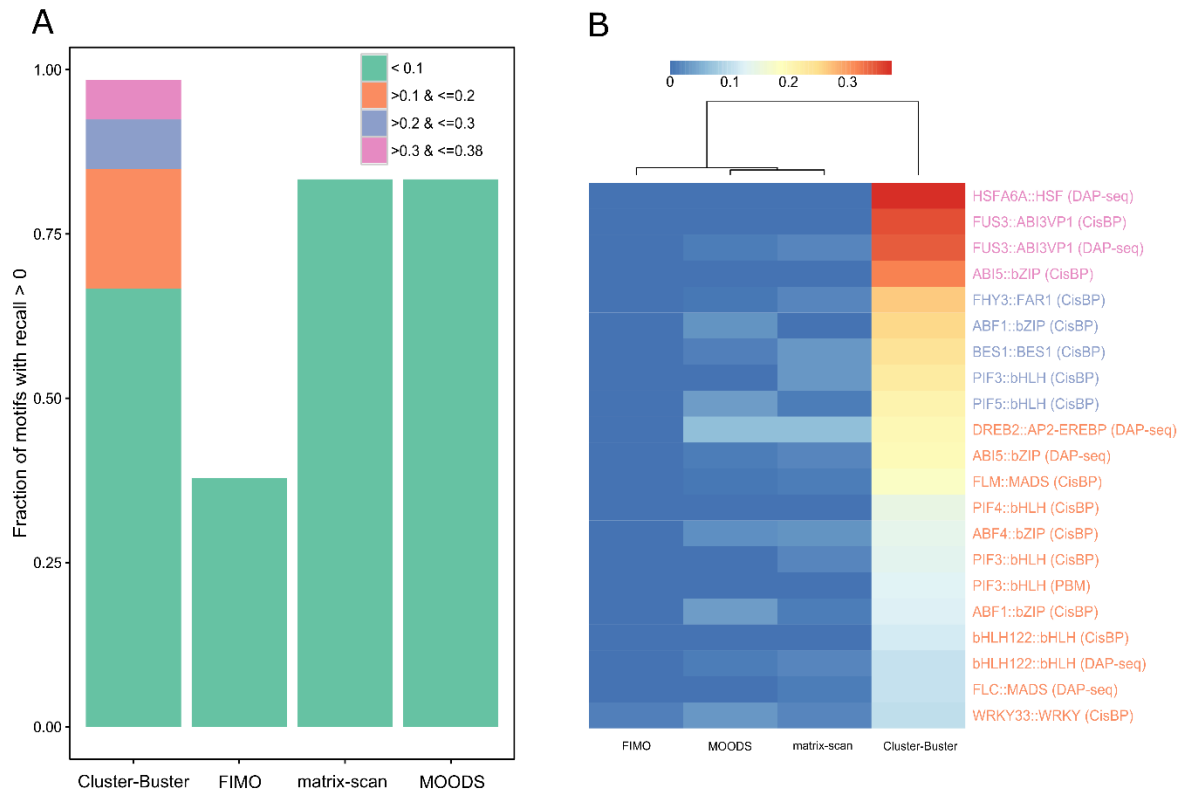 A
Fraction of motifs with recall > 0
1.00
0.75
0.50
0.25
0.00
< 0.1
>0.1 & <=0.2
>0.2 & <=0.3
>0.3 & <=0.38
Cluster-Buster FIMO matrix-scan MOODS
B
0 0.1 0.2 0.3
HSFA6A::HSF (DAP-seq)
FUS3::ABI3VP1 (CisBP)
FUS3::ABI3VP1 (DAP-seq)
ABI5::bZIP (CisBP)
FHY3::FAR1 (CisBP)
ABF1::bZIP (CisBP)
BES1::BES1 (CisBP)
PIF3::bHLH (CisBP)
PIF5::bHLH (CisBP)
DREB2::AP2-EREBP (DAP-seq)
ABI5::bZIP (DAP-seq)
FLM::MADS (CisBP)
PIF4::bHLH (CisBP)
ABF4::bZIP (CisBP)
PIF3::bHLH (CisBP)
PIF3::bHLH (PBM)
ABF1::bZIP (CisBP)
bHLH122::bHLH (CisBP)
bHLH122::bHLH (DAP-seq)
FLC::MADS (DAP-seq)
WRKY33::WRKY (CisBP)
FIMO MOODS matrix-scan Cluster-Buster